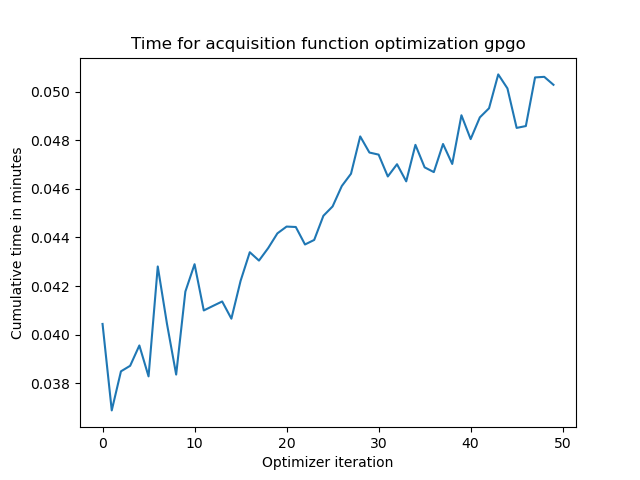 Time for acquisition function optimization gpgo
Cumulative time in minutes
0.050
0.048
0.046
0.044
0.042
0.040
0.038
0 10 20 30 40 50
Optimizer iteration